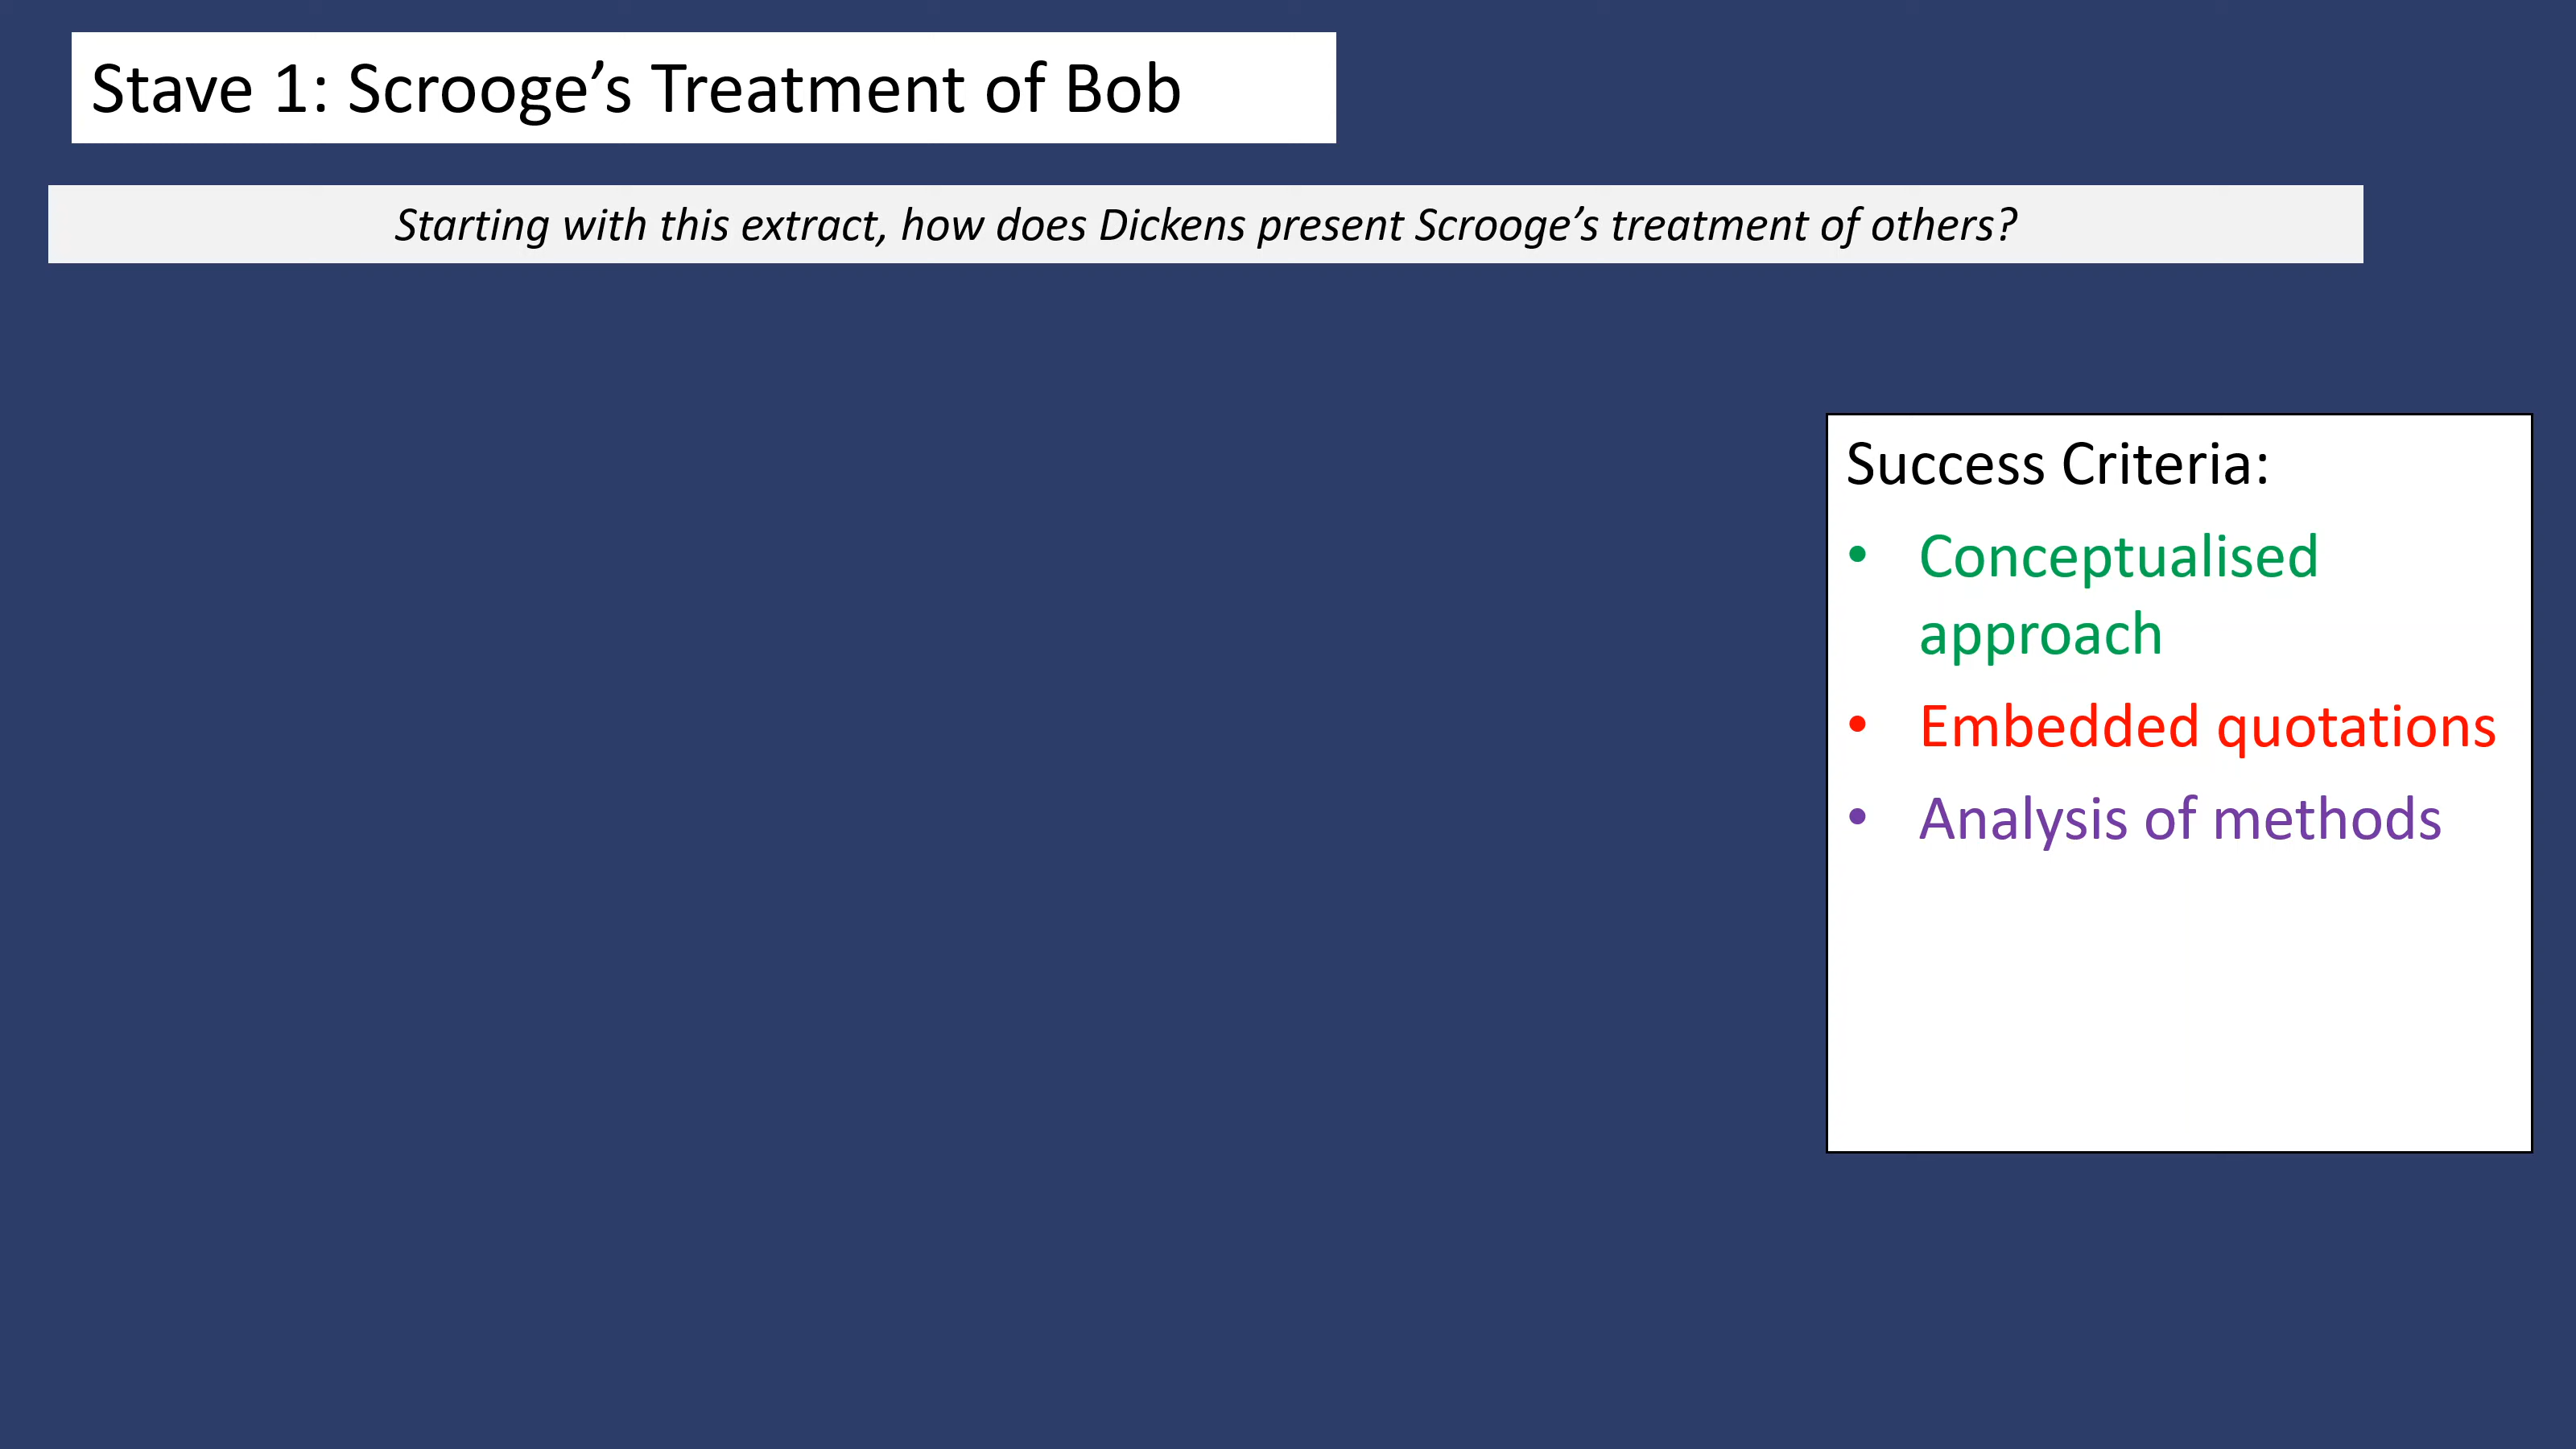 Stave 1: Scrooge’s Treatment of Bob
Starting with this extract, how does Dickens present Scrooge’s treatment of others?
Success Criteria:
• Conceptualised
approach
• Embedded quotations
• Analysis of methods